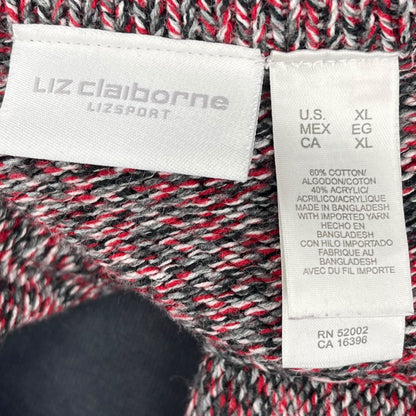 Liz claiborne
LIZSPORT
U.S. XL
MEX EG
CA XL
60% COTTON/
ALGODON/COTON
40% ACRYLIC/
ACRILICO/ACRYLIQUE
MADE IN BANGLADESH
WITH IMPORTED YARN
HECHO EN
BANGLADESH
CON HILO IMPORTADO
FABRIQUE AU
BANGLADESH
AVEC DU FIL IMPORTE
RN 52002
CA 16396